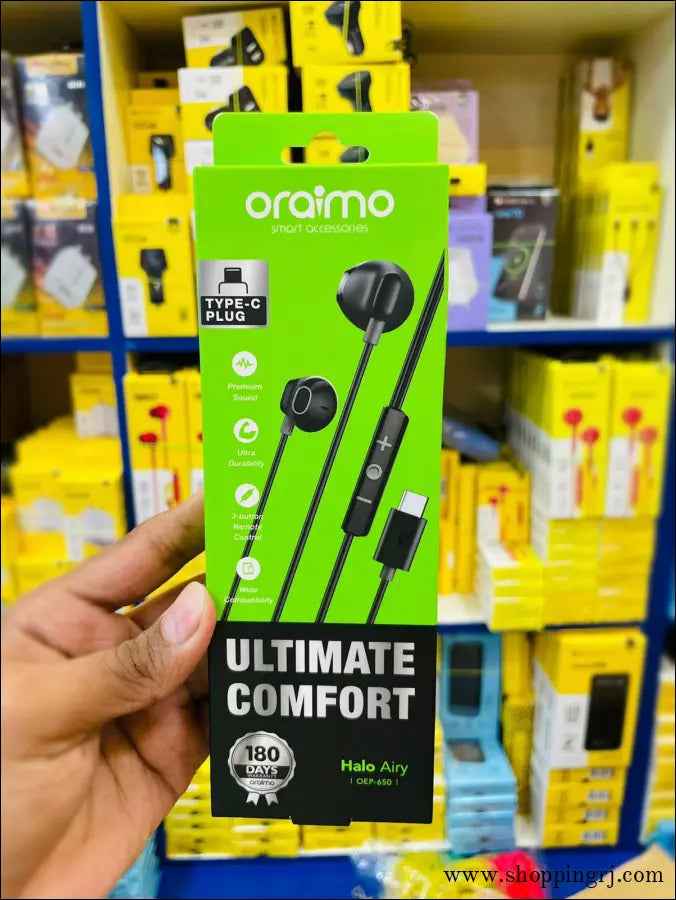 oraimo
smart accessories
TYPE-C
PLUG
Premium
Sound
Ultra
Durability
3-button
Remote
Control
Wide
Compatibility
ULTIMATE
COMFORT
180
DAYS
WARRANTY
oraimo
Halo Airy
| OEP-650 |
www.shoppingrj.com